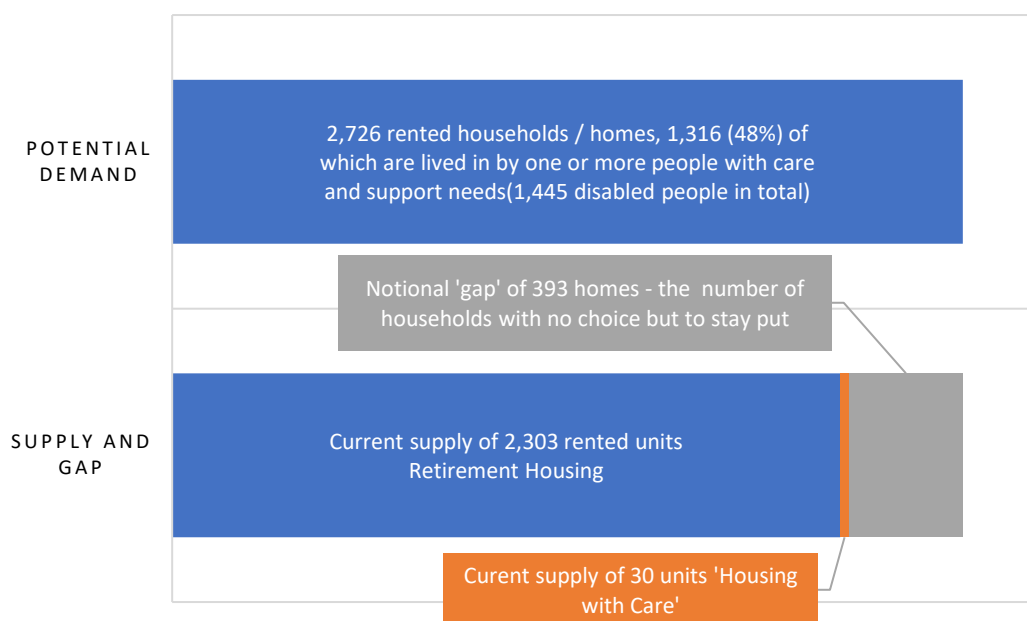 POTENTIAL
DEMAND
2,726 rented households / homes, 1,316 (48%) of
which are lived in by one or more people with care
and support needs(1,445 disabled people in total)
Notional 'gap' of 393 homes - the  number of
households with no choice but to stay put
SUPPLY AND
GAP
Current supply of 2,303 rented units
Retirement Housing
Curent supply of 30 units 'Housing
with Care'